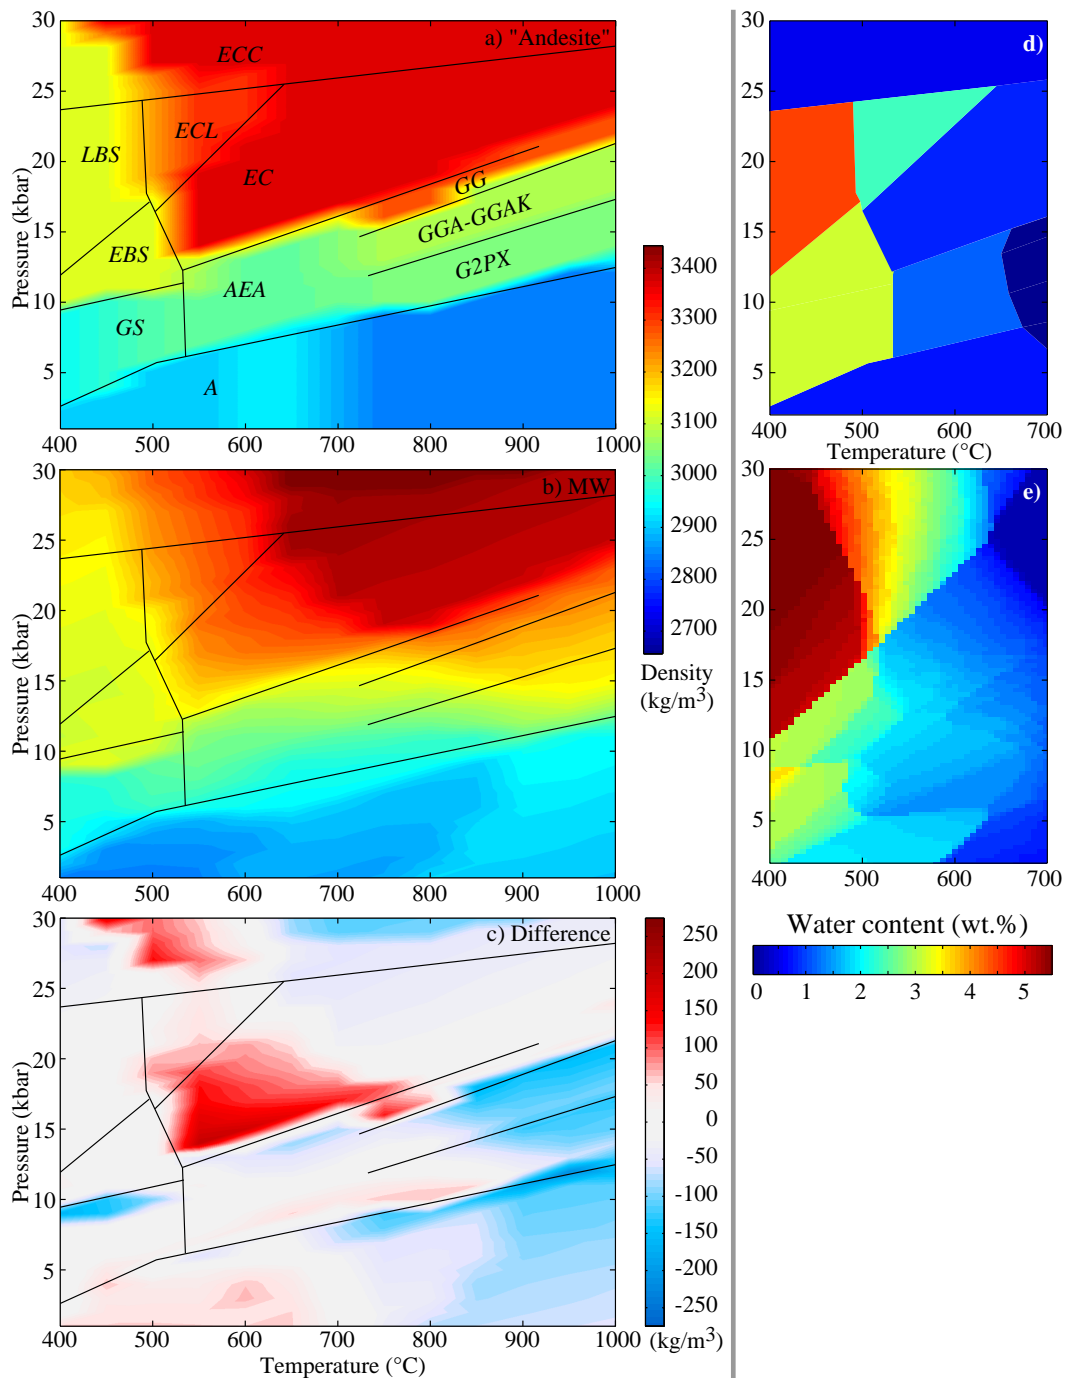 a) "Andesite"
ECC
ECL
LBS
EC
GG
GGA-GGAK
EBS
G2PX
AEA
GS
A
Pressure (kbar)
30
25
20
15
10
5
400 500 600 700 800 900 1000
b) MW
Pressure (kbar)
30
25
20
15
10
5
400 500 600 700 800 900 1000
c) Difference
Pressure (kbar)
30
25
20
15
10
5
400 500 600 700 800 900 1000
Temperature (°C)
3400
3300
3200
3100
3000
2900
2800
2700
Density
(kg/m³)
250
200
150
100
50
0
-50
-100
-150
-200
-250
(kg/m³)
d)
30
25
20
15
10
5
400 500 600 700
Temperature (°C)
e)
30
25
20
15
10
5
400 500 600 700
Water content (wt.%)
0 1 2 3 4 5